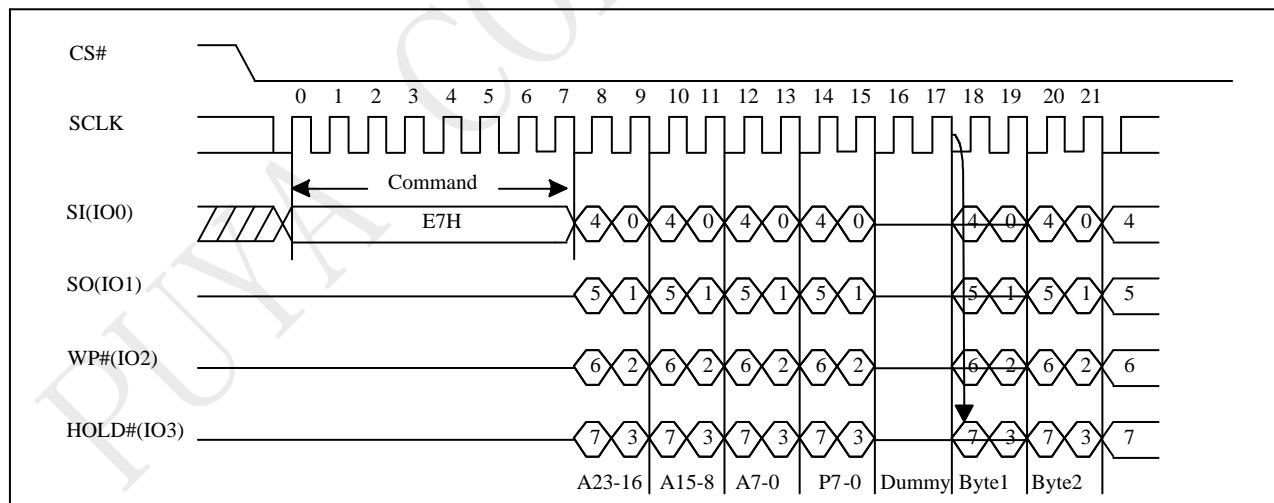 CS#
0 1 2 3 4 5 6 7 8 9 10 11 12 13 14 15 16 17 18 19 20 21
SCLK
Command
SI(IO0) E7H 4 0 4 0 4 0 4 0 4 0 4 0 4
SO(IO1) 5 1 5 1 5 1 5 1 5 1 5 1 5
WP#(IO2) 6 2 6 2 6 2 6 2 6 2 6 2 6
HOLD#(IO3) 7 3 7 3 7 3 7 3 7 3 7 3 7
A23-16 A15-8 A7-0 P7-0 Dummy Byte1 Byte2
PUYA